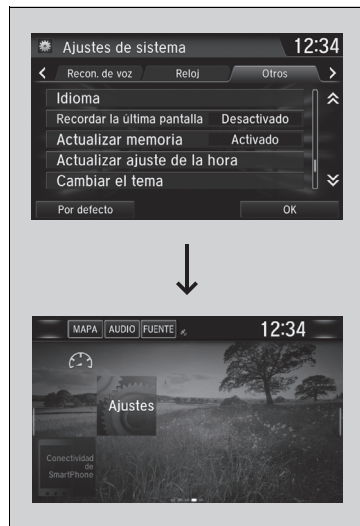 Ajustes de sistema 12:34
Recon. de voz Reloj Otros
Idioma
Recordar la última pantalla Desactivado
Actualizar memoria Activado
Actualizar ajuste de la hora
Cambiar el tema
Por defecto OK
MAPA AUDIO FUENTE 12:34
Ajustes
Conectividad
de
SmartPhone